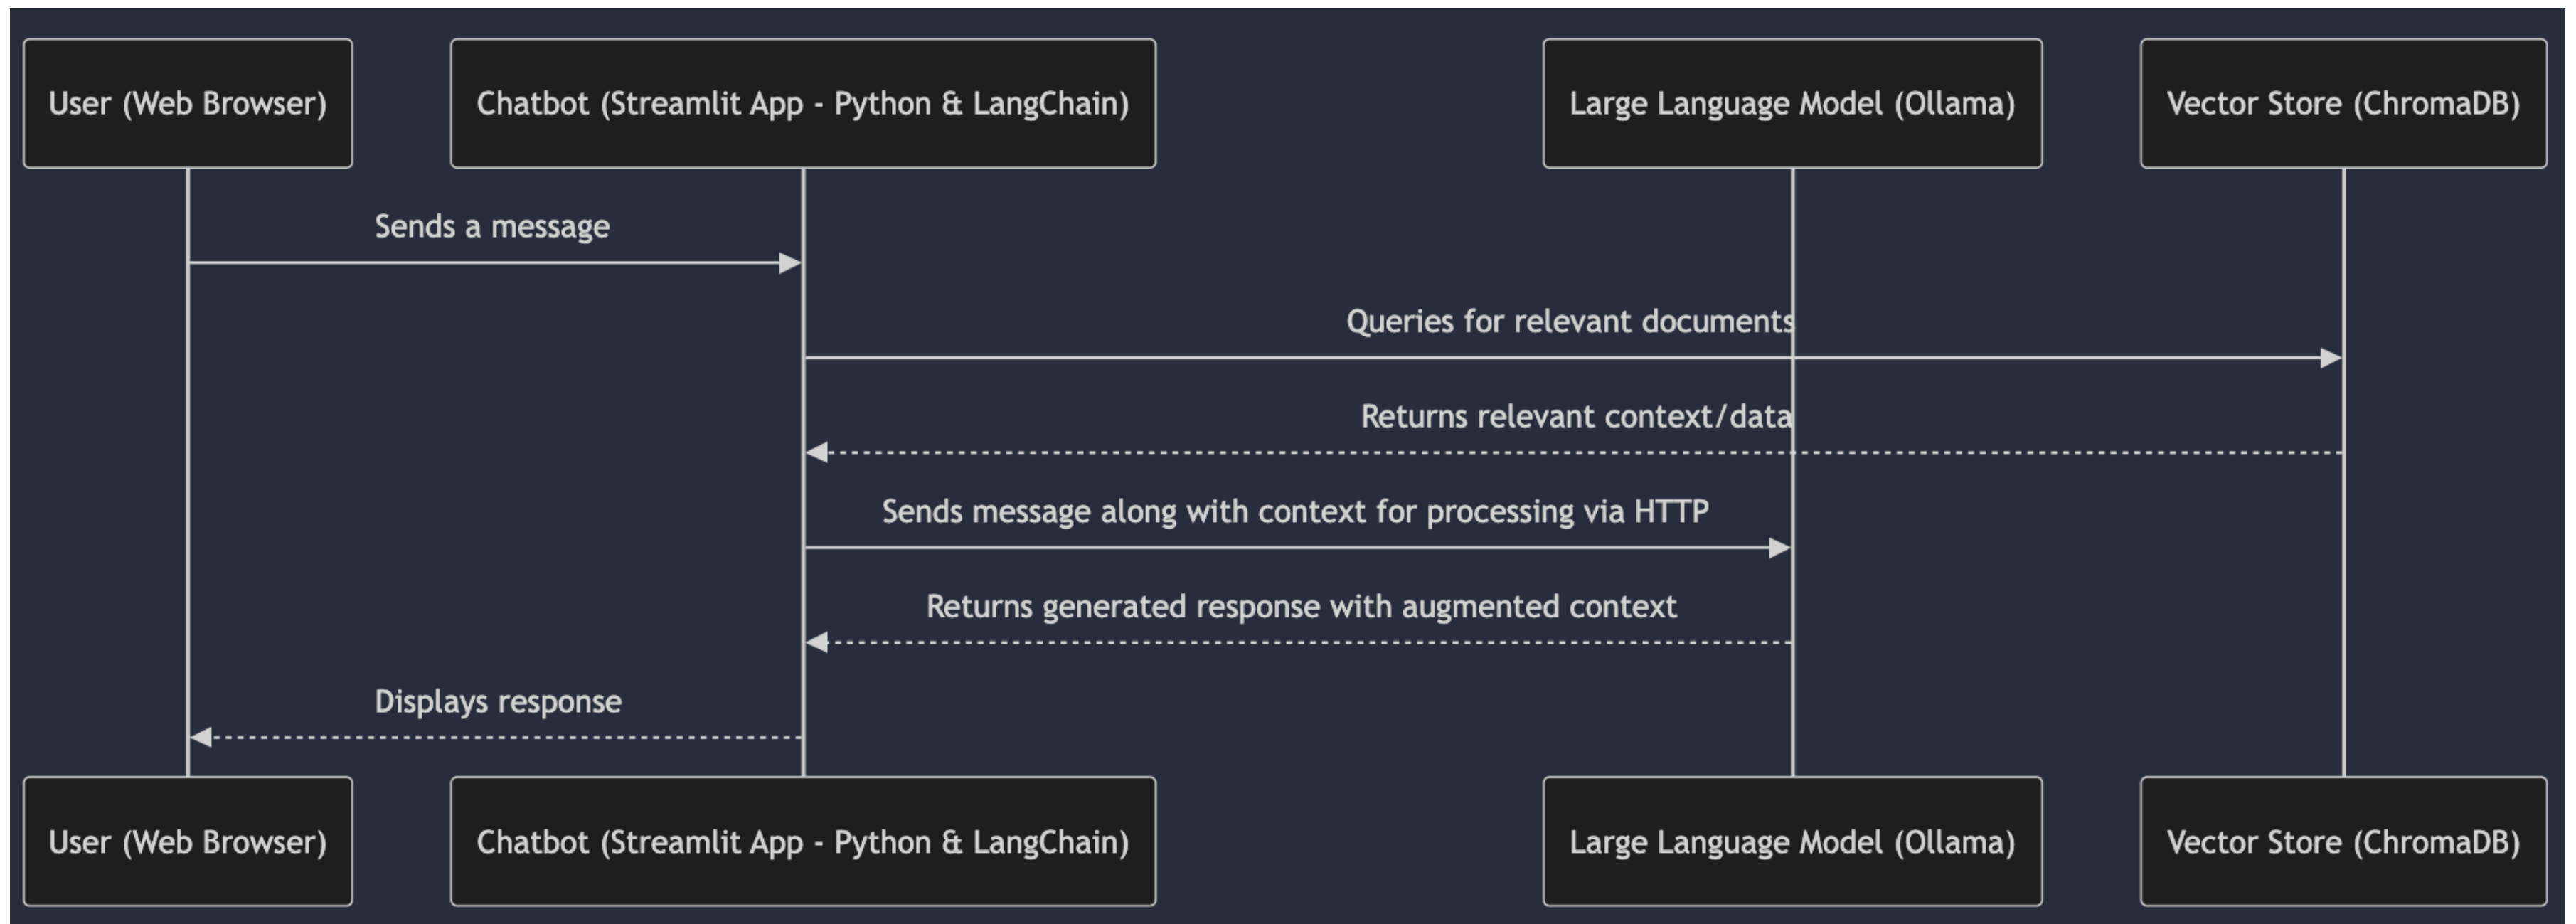 User (Web Browser)
Chatbot (Streamlit App - Python & LangChain)
Large Language Model (Ollama)
Vector Store (ChromaDB)
Sends a message
Queries for relevant documents
Returns relevant context/data
Sends message along with context for processing via HTTP
Returns generated response with augmented context
Displays response
User (Web Browser)
Chatbot (Streamlit App - Python & LangChain)
Large Language Model (Ollama)
Vector Store (ChromaDB)